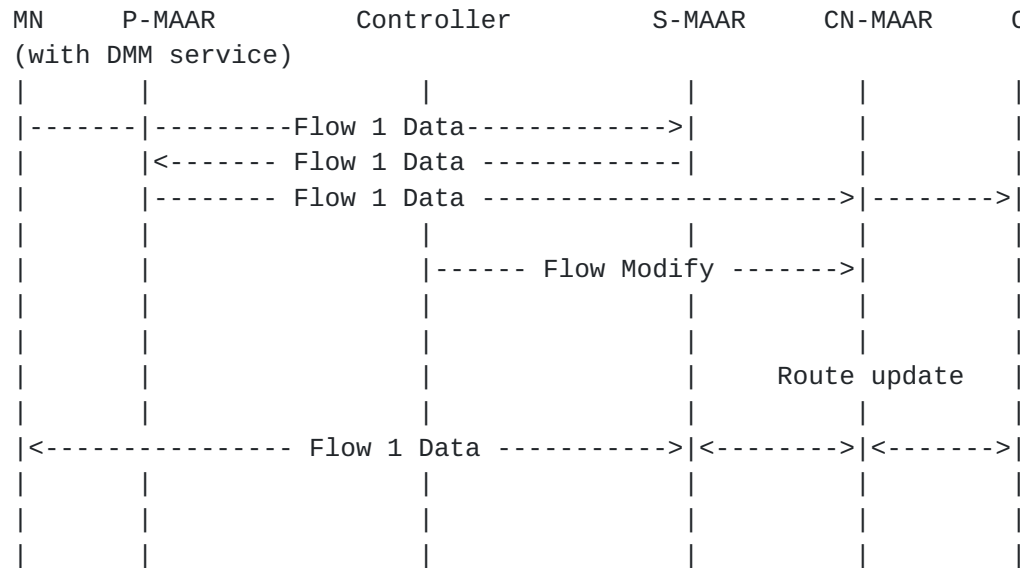 MN P-MAAR Controller S-MAAR CN-MAAR
(with DMM service)
Flow 1 Data
Flow 1 Data
Flow 1 Data
Flow Modify
Route update
Flow 1 Data